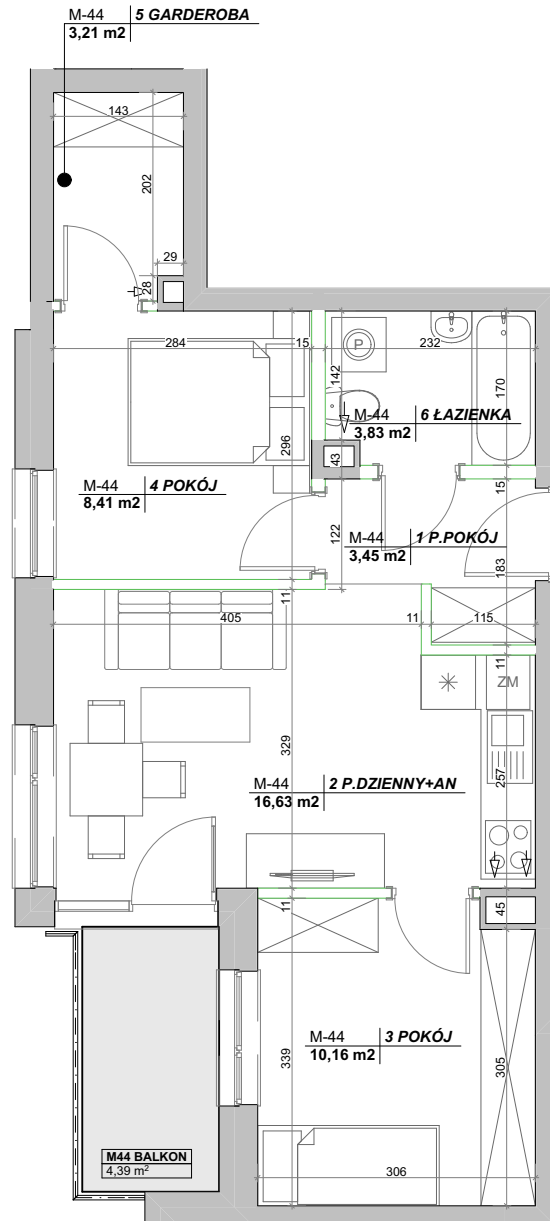 M-44 5 GARDEROBA
3,21 m2
143
202
29
28
284
15
232
P
142
170
M-44 6 ŁAZIENKA
3,83 m2
296
43
M-44 4 POKÓJ
8,41 m2
15
122
M-44 1 P.POKÓJ
3,45 m2
183
11
405
11
115
11
ZM
329
257
M-44 2 P.DZIENNY+AN
16,63 m2
11
45
M-44 3 POKÓJ
10,16 m2
339
305
M44 BALKON
4,39 m²
306